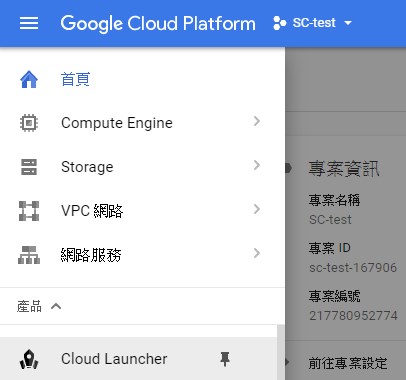 Google Cloud Platform
SC-test
首頁
Compute Engine
Storage
VPC 網路
網路服務
產品
Cloud Launcher
專案資訊
專案名稱
SC-test
專案 ID
sc-test-167906
專案編號
217780952774
前往專案設定